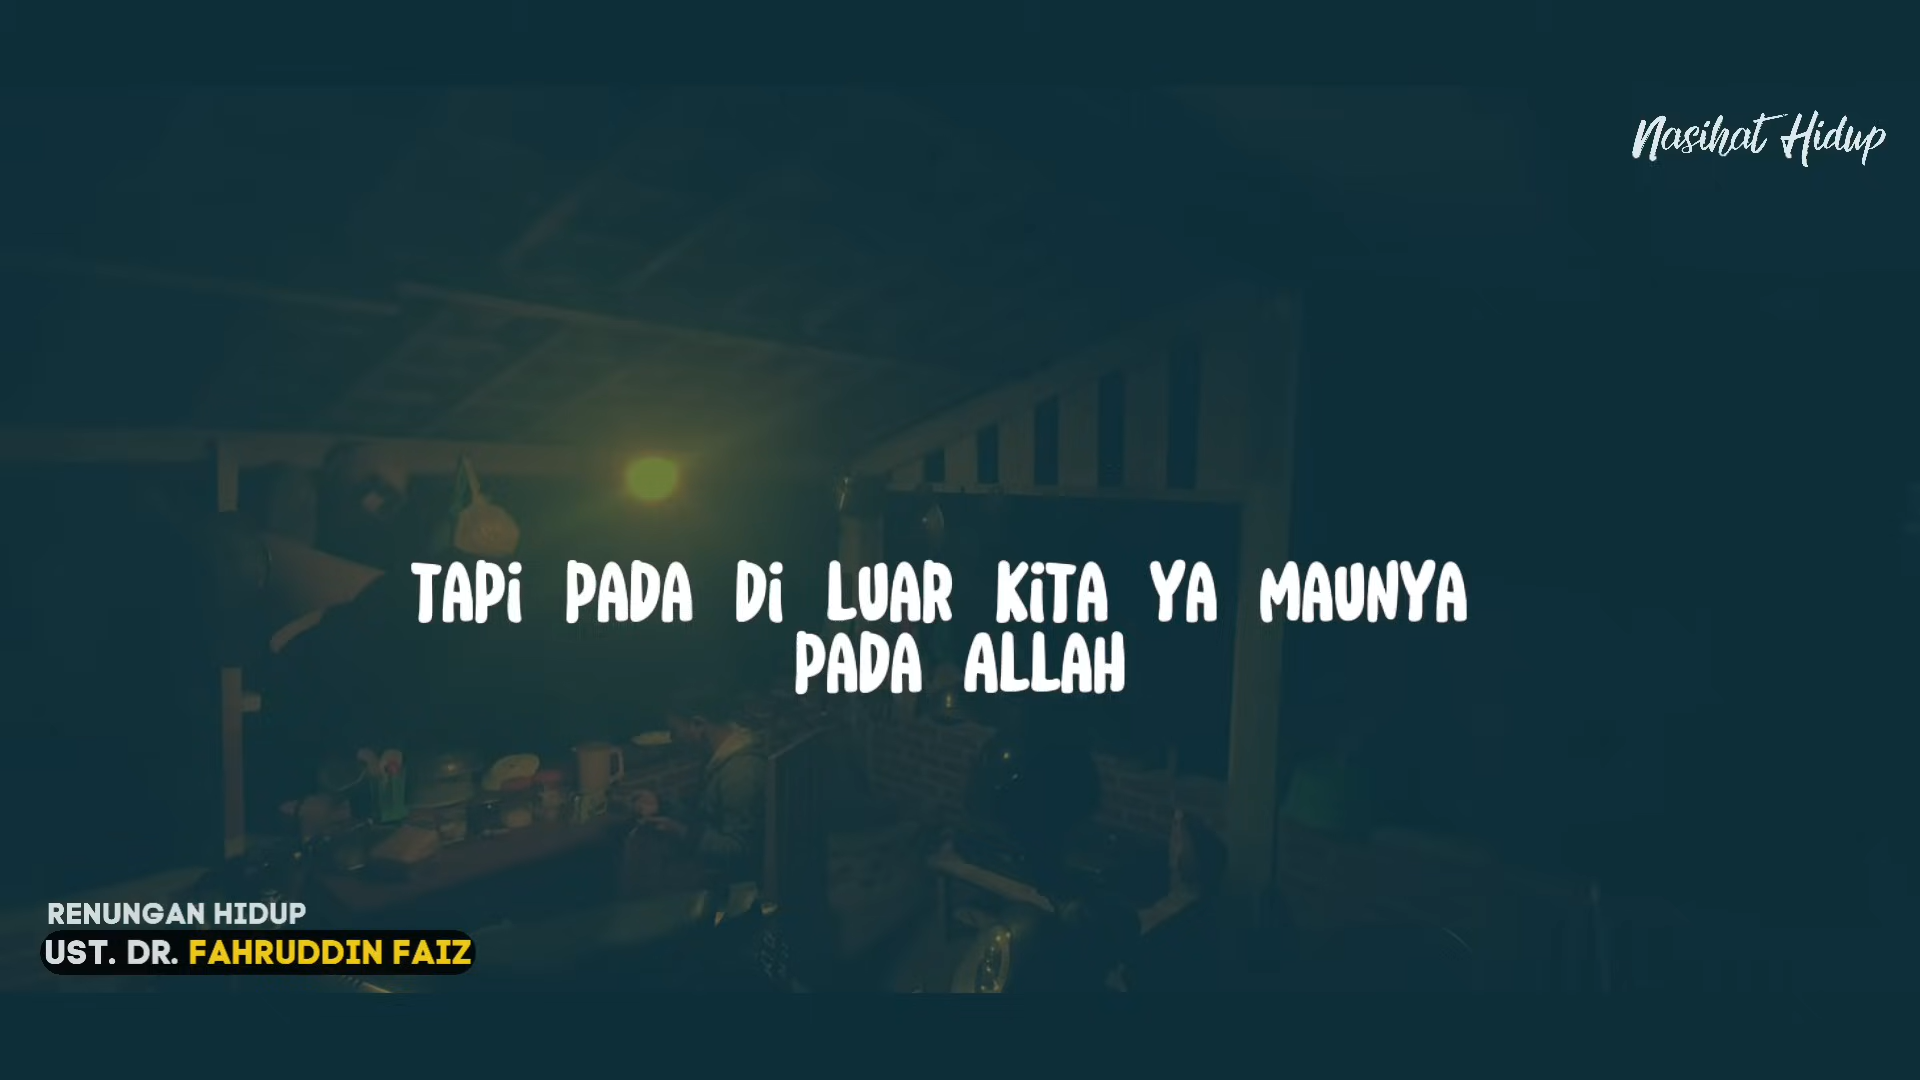 Nasihat Hidup
TAPi PADA Di LUAR KiTA YA MAUNYA
PADA ALLAH
RENUNGAN HIDUP
UST. DR. FAHRUDDIN FAIZ